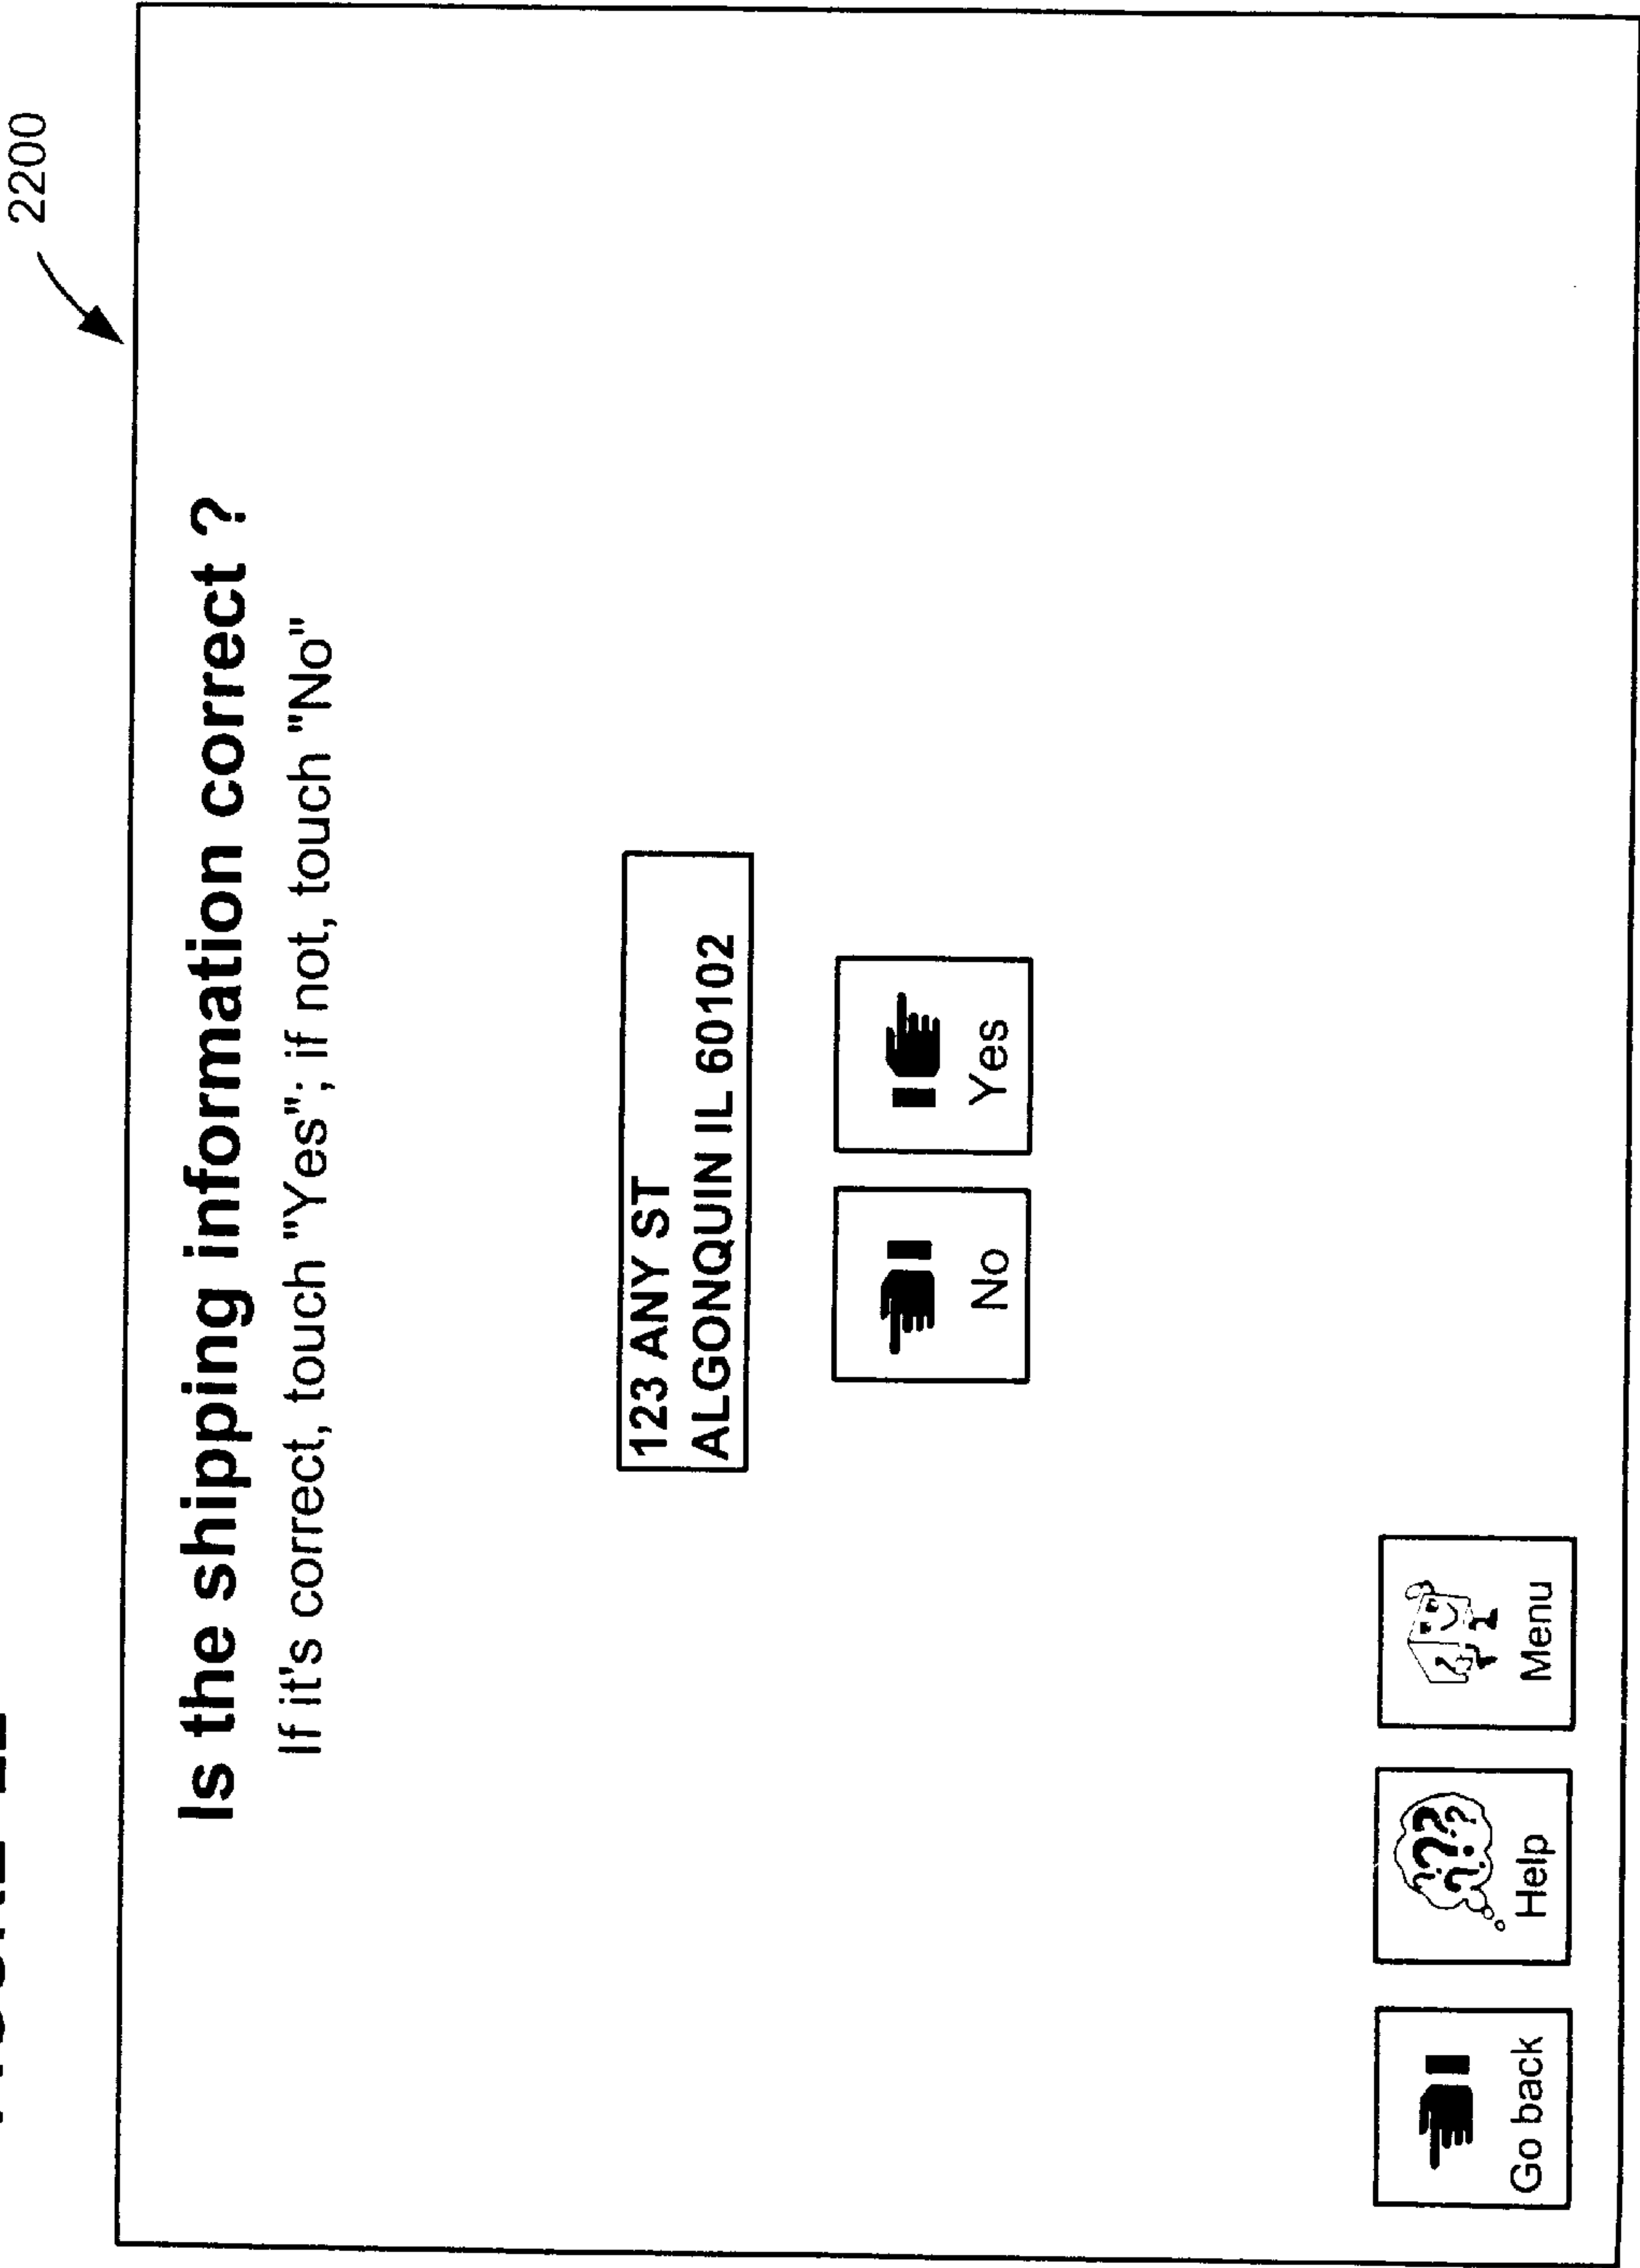 2200
Is the shipping information correct ?
If it's correct, touch "Yes"; if not, touch "No"
123 ANY ST
ALGONQUIN IL 60102
No
Yes
Go back
Help
Menu